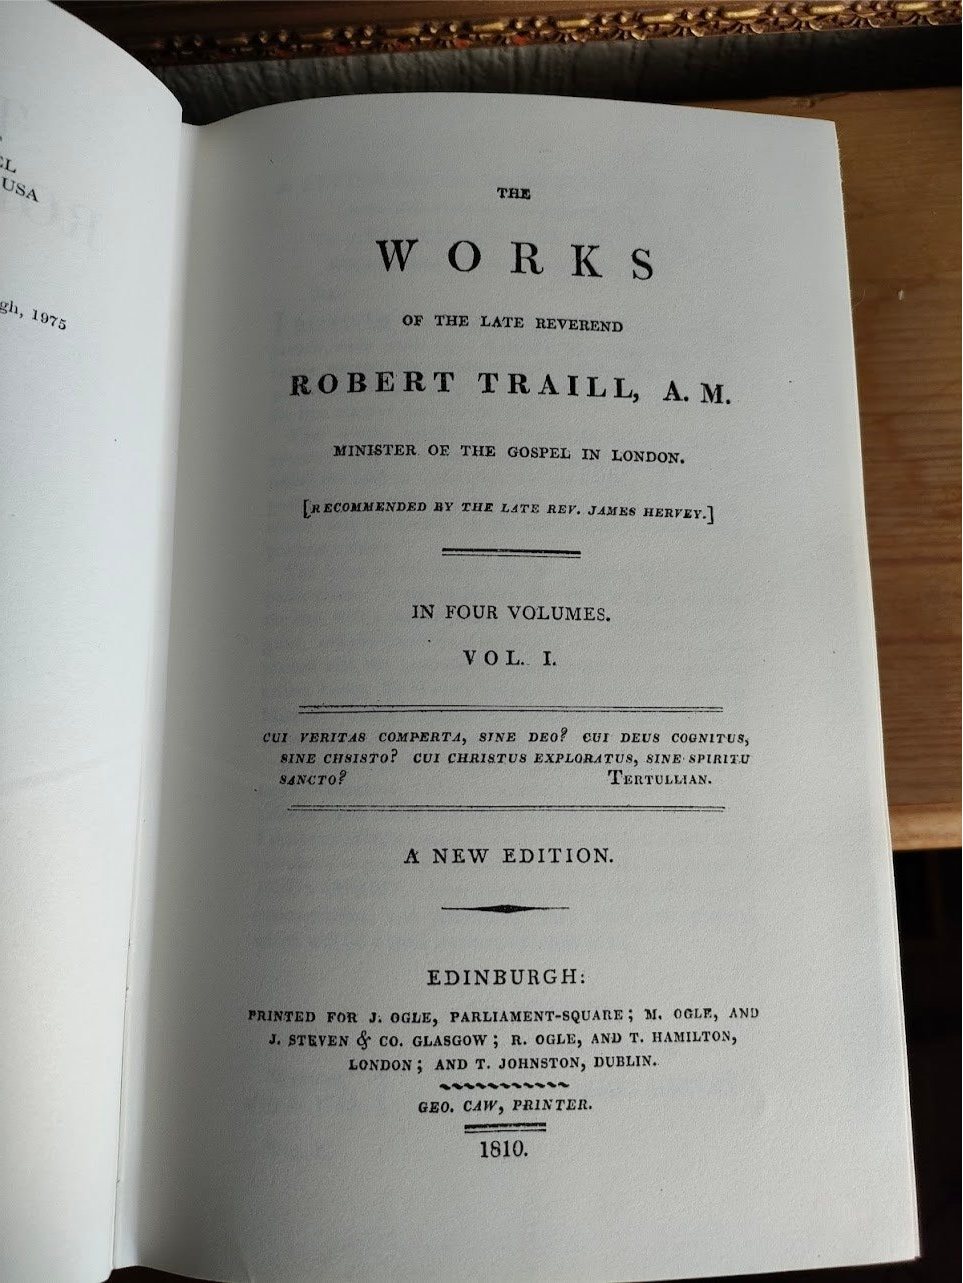 EL
USA
gh, 1975
THE
WORKS
OF THE LATE REVEREND
ROBERT TRAILL, A. M.
MINISTER OF THE GOSPEL IN LONDON.
[RECOMMENDED BY THE LATE REV. JAMES HERVEY.]
IN FOUR VOLUMES.
VOL. I.
CUI VERITAS COMPERTA, SINE DEO? CUI DEUS COGNITUS,
SINE CHSISTO? CUI CHRISTUS EXPLORATUS, SINE SPIRITU
SANCTO? TERTULLIAN.
A NEW EDITION.
EDINBURGH:
PRINTED FOR J. OGLE, PARLIAMENT-SQUARE; M. OGLE, AND
J. STEVEN & CO. GLASGOW; R. OGLE, AND T. HAMILTON,
LONDON; AND T. JOHNSTON, DUBLIN.
GEO. CAW, PRINTER.
1810.